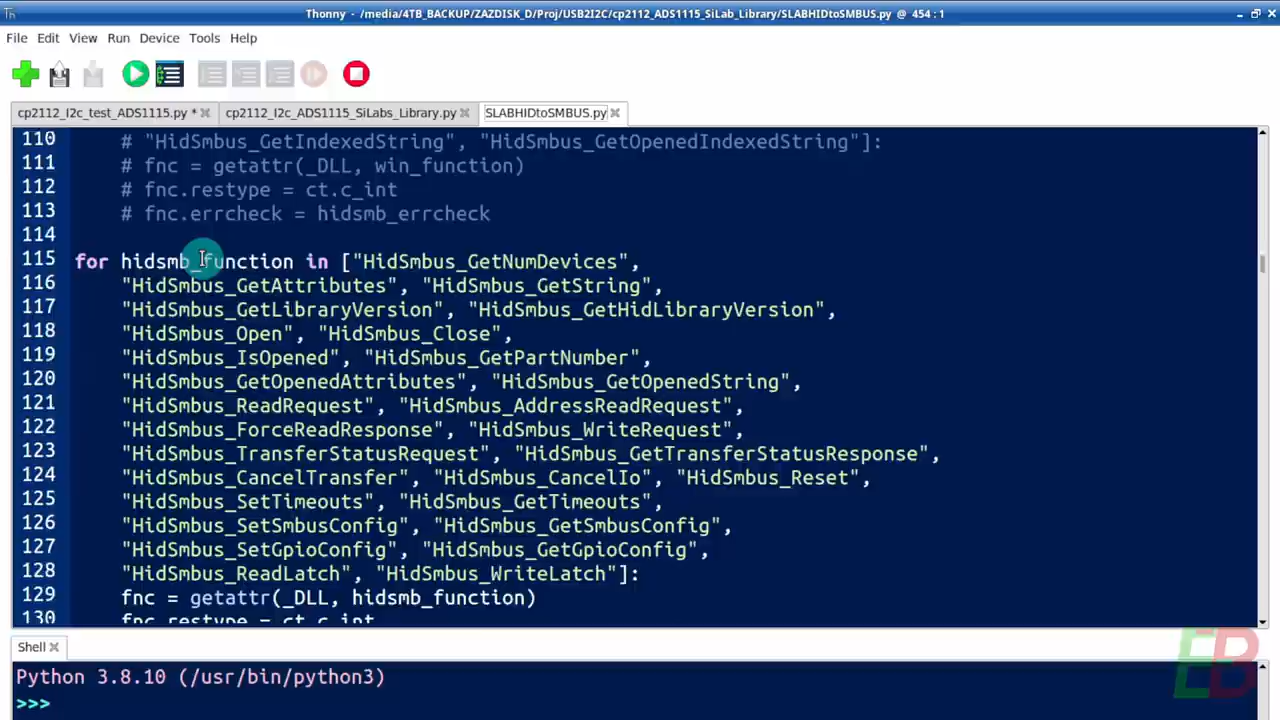 Thonny - /media/4TB_BACKUP/ZAZDISK_D/Proj/USB2I2C/cp2112_ADS1115_SiLab_Library/SLABHIDtoSMBUS.py @ 454 : 1
File Edit View Run Device Tools Help
cp2112_I2c_test_ADS1115.py * cp2112_I2c_ADS1115_SiLabs_Library.py SLABHIDtoSMBUS.py
110 # "HidSmbus_GetIndexedString", "HidSmbus_GetOpenedIndexedString"]:
111 # fnc = getattr(_DLL, win_function)
112 # fnc.restype = ct.c_int
113 # fnc.errcheck = hidsmb_errcheck
114
115 for hidsmb_function in ["HidSmbus_GetNumDevices",
116 "HidSmbus_GetAttributes", "HidSmbus_GetString",
117 "HidSmbus_GetLibraryVersion", "HidSmbus_GetHidLibraryVersion",
118 "HidSmbus_Open", "HidSmbus_Close",
119 "HidSmbus_IsOpened", "HidSmbus_GetPartNumber",
120 "HidSmbus_GetOpenedAttributes", "HidSmbus_GetOpenedString",
121 "HidSmbus_ReadRequest", "HidSmbus_AddressReadRequest",
122 "HidSmbus_ForceReadResponse", "HidSmbus_WriteRequest",
123 "HidSmbus_TransferStatusRequest", "HidSmbus_GetTransferStatusResponse",
124 "HidSmbus_CancelTransfer", "HidSmbus_CancelIo", "HidSmbus_Reset",
125 "HidSmbus_SetTimeouts", "HidSmbus_GetTimeouts",
126 "HidSmbus_SetSmbusConfig", "HidSmbus_GetSmbusConfig",
127 "HidSmbus_SetGpioConfig", "HidSmbus_GetGpioConfig",
128 "HidSmbus_ReadLatch", "HidSmbus_WriteLatch"]:
129 fnc = getattr(_DLL, hidsmb_function)
130 fnc.restype = ct.c_int
Shell
Python 3.8.10 (/usr/bin/python3)
>>>
EB